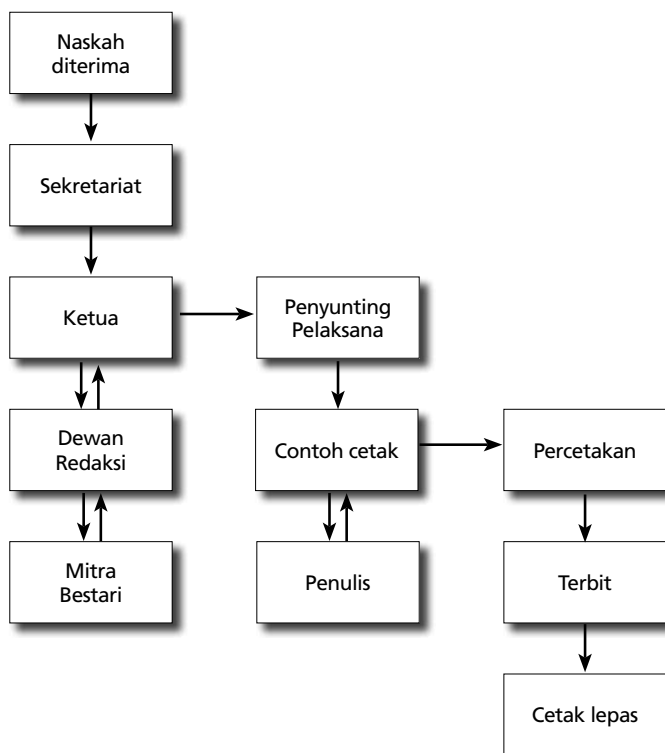 Naskah
diterima
Sekretariat
Ketua
Penyunting
Pelaksana
Dewan
Redaksi
Contoh cetak
Percetakan
Mitra
Bestari
Penulis
Terbit
Cetak lepas